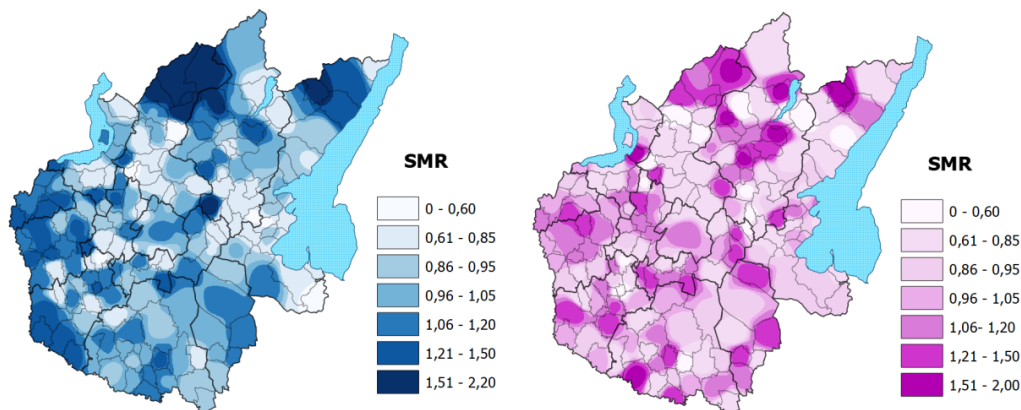 SMR
0 - 0,60
0,61 - 0,85
0,86 - 0,95
0,96 - 1,05
1,06 - 1,20
1,21 - 1,50
1,51 - 2,20
SMR
0 - 0,60
0,61 - 0,85
0,86 - 0,95
0,96 - 1,05
1,06- 1,20
1,21 - 1,50
1,51 - 2,00